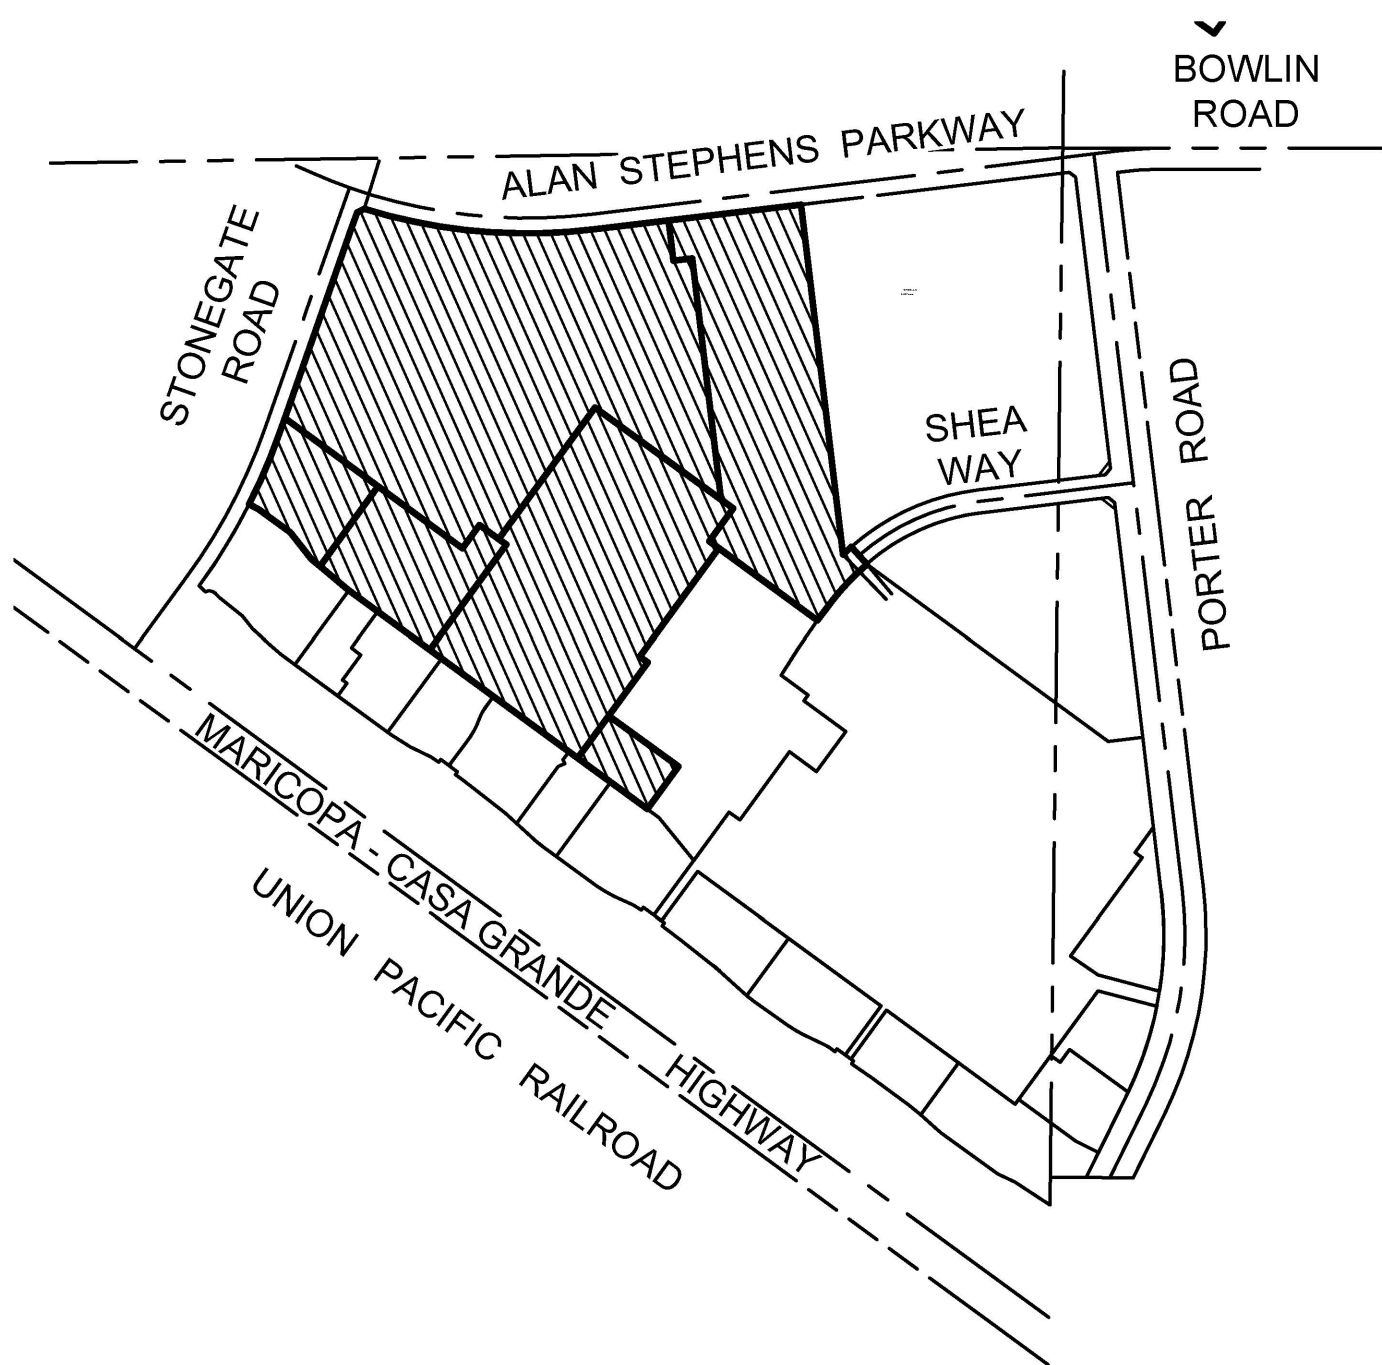 BOWLIN
ROAD
ALAN STEPHENS PARKWAY
STONEGATE
ROAD
SHEA
WAY
PORTER ROAD
MARICOPA - CASA GRANDE HIGHWAY
UNION PACIFIC RAILROAD